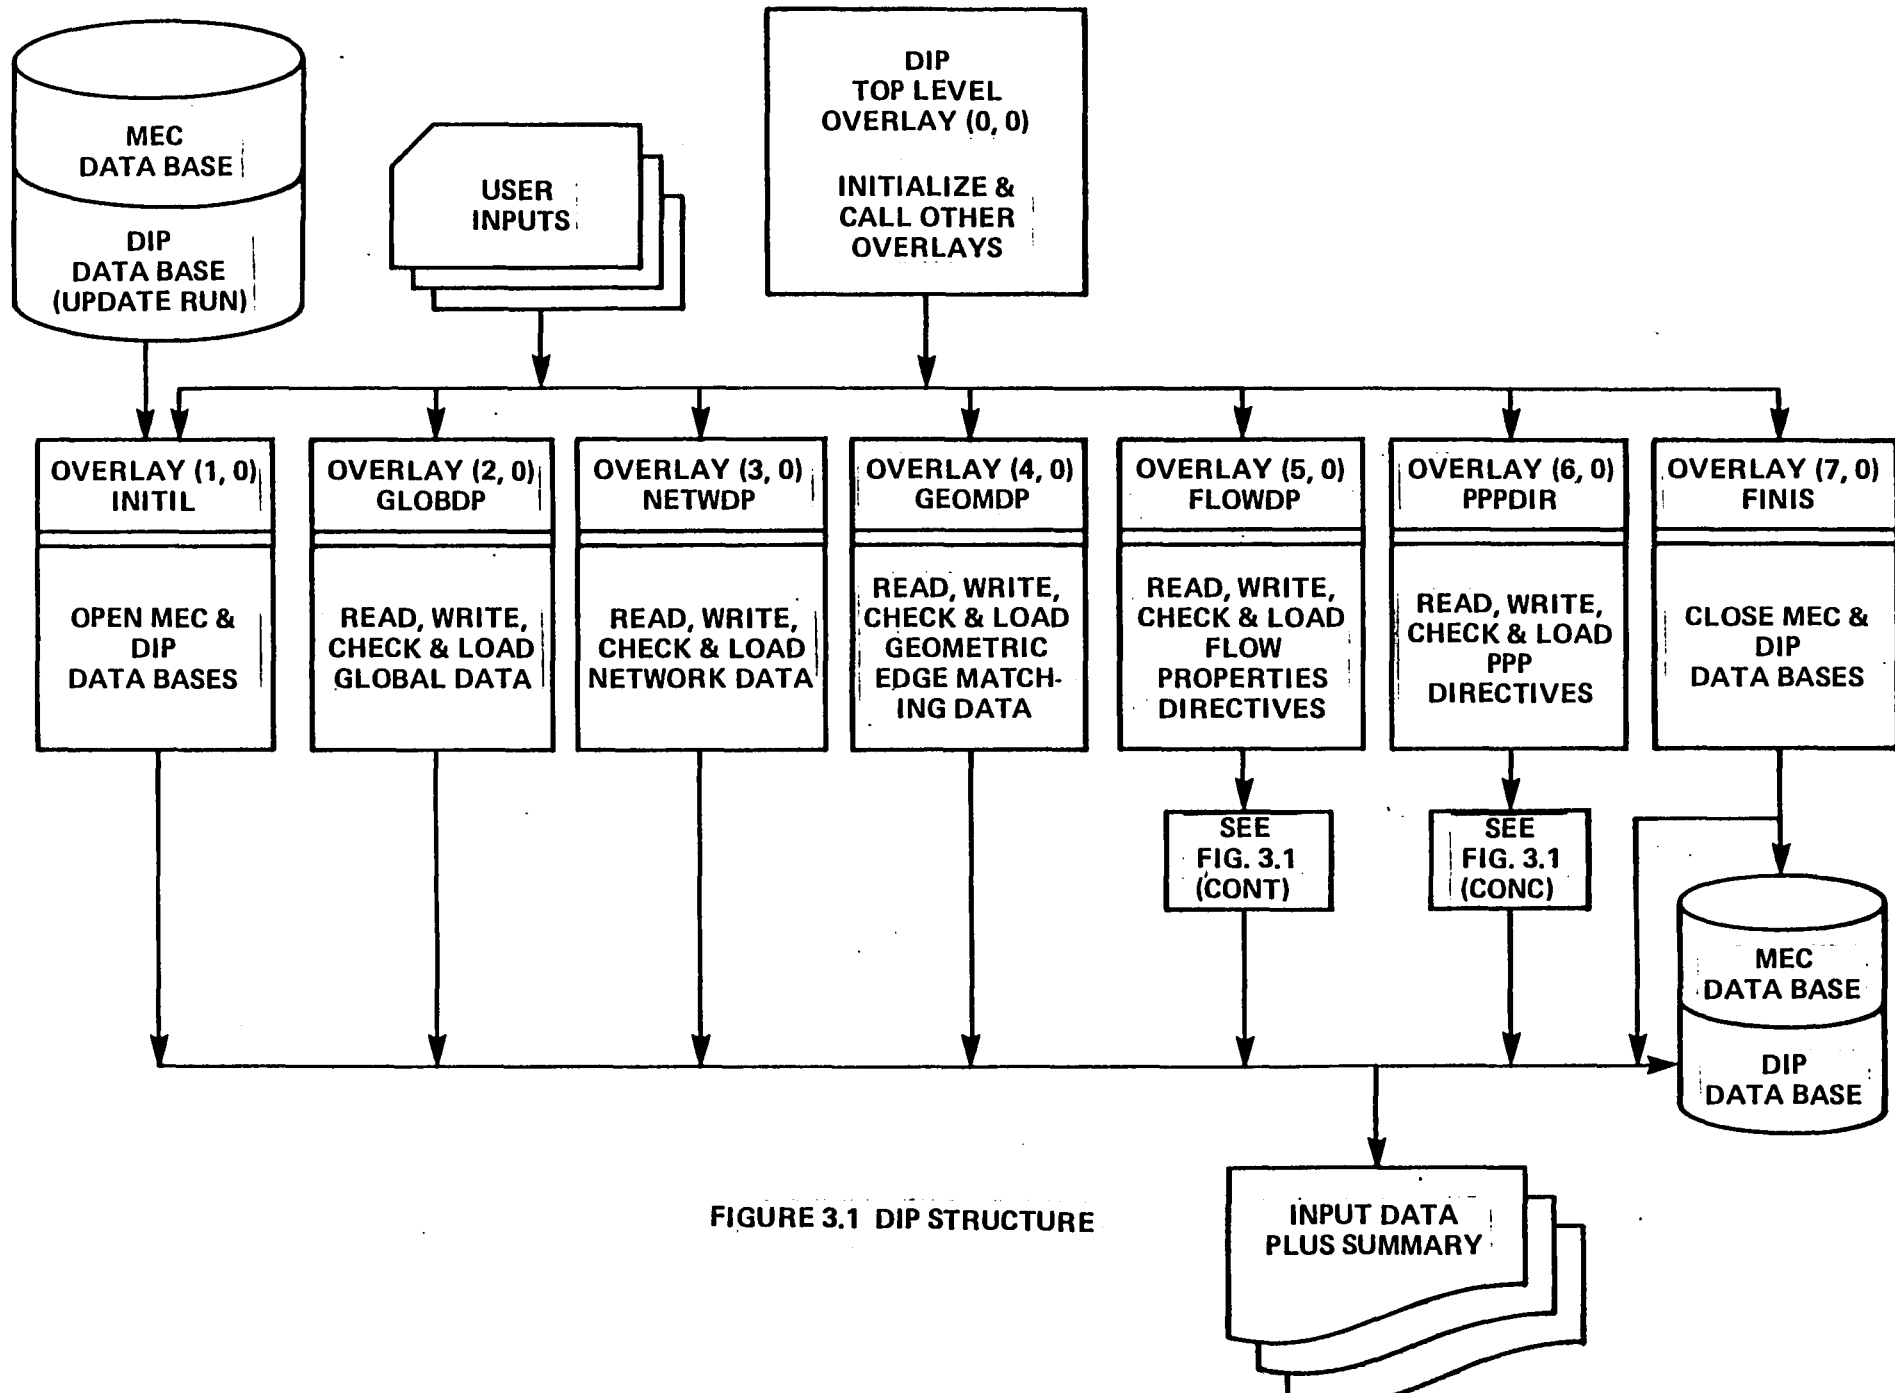 MEC
DATA BASE
DIP
DATA BASE
(UPDATE RUN)
USER
INPUTS
DIP
TOP LEVEL
OVERLAY (0, 0)
INITIALIZE &
CALL OTHER
OVERLAYS
OVERLAY (1, 0)
INITIL
OPEN MEC &
DIP
DATA BASES
OVERLAY (2, 0)
GLOBDP
READ, WRITE,
CHECK & LOAD
GLOBAL DATA
OVERLAY (3, 0)
NETWDP
READ, WRITE,
CHECK & LOAD
NETWORK DATA
OVERLAY (4, 0)
GEOMDP
READ, WRITE,
CHECK & LOAD
GEOMETRIC
EDGE MATCH-
ING DATA
OVERLAY (5, 0)
FLOWDP
READ, WRITE,
CHECK & LOAD
FLOW
PROPERTIES
DIRECTIVES
OVERLAY (6, 0)
PPPDIR
READ, WRITE,
CHECK & LOAD
PPP
DIRECTIVES
OVERLAY (7, 0)
FINIS
CLOSE MEC &
DIP
DATA BASES
SEE
FIG. 3.1
(CONT)
SEE
FIG. 3.1
(CONC)
MEC
DATA BASE
DIP
DATA BASE
INPUT DATA
PLUS SUMMARY
FIGURE 3.1 DIP STRUCTURE